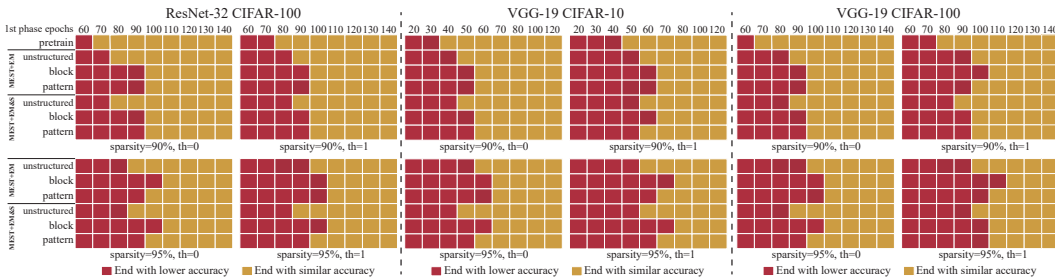 ResNet-32 CIFAR-100 VGG-19 CIFAR-10 VGG-19 CIFAR-100
1st phase epochs 60 70 80 90 100 110 120 130 140 60 70 80 90 100 110 120 130 140 20 30 40 50 60 70 80 90 100 110 120 20 30 40 50 60 70 80 90 100 110 120 60 70 80 90 100 110 120 130 140 60 70 80 90 100 110 120 130 140
pretrain
MEST+EM
unstructured
block
pattern
MEST+EM&S
unstructured
block
pattern
sparsity=90%, th=0 sparsity=90%, th=1 sparsity=90%, th=0 sparsity=90%, th=1 sparsity=90%, th=0 sparsity=90%, th=1
MEST+EM
unstructured
block
pattern
MEST+EM&S
unstructured
block
pattern
sparsity=95%, th=0 sparsity=95%, th=1 sparsity=95%, th=0 sparsity=95%, th=1 sparsity=95%, th=0 sparsity=95%, th=1
End with lower accuracy End with similar accuracy End with lower accuracy End with similar accuracy End with lower accuracy End with similar accuracy